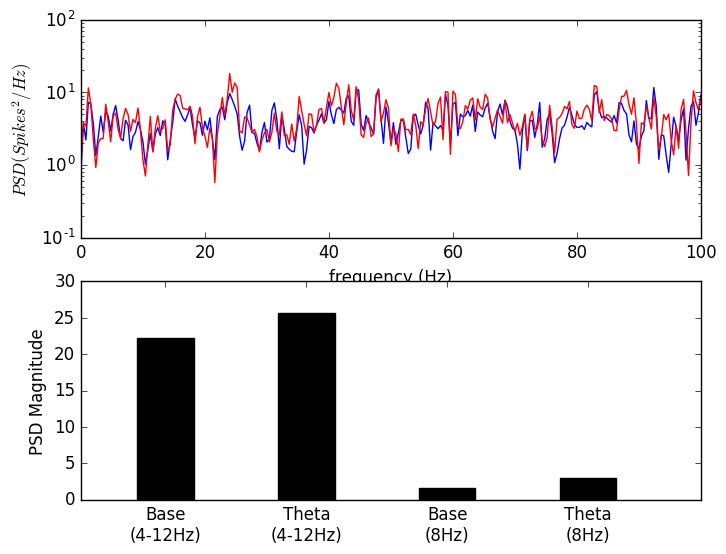 10^2
10^1
10^0
10^-1
PSD(Spikes^2/Hz)
0 20 40 60 80 100
frequency (Hz)
30
25
20
15
10
5
0
PSD Magnitude
Base Theta Base Theta
(4-12Hz) (4-12Hz) (8Hz) (8Hz)